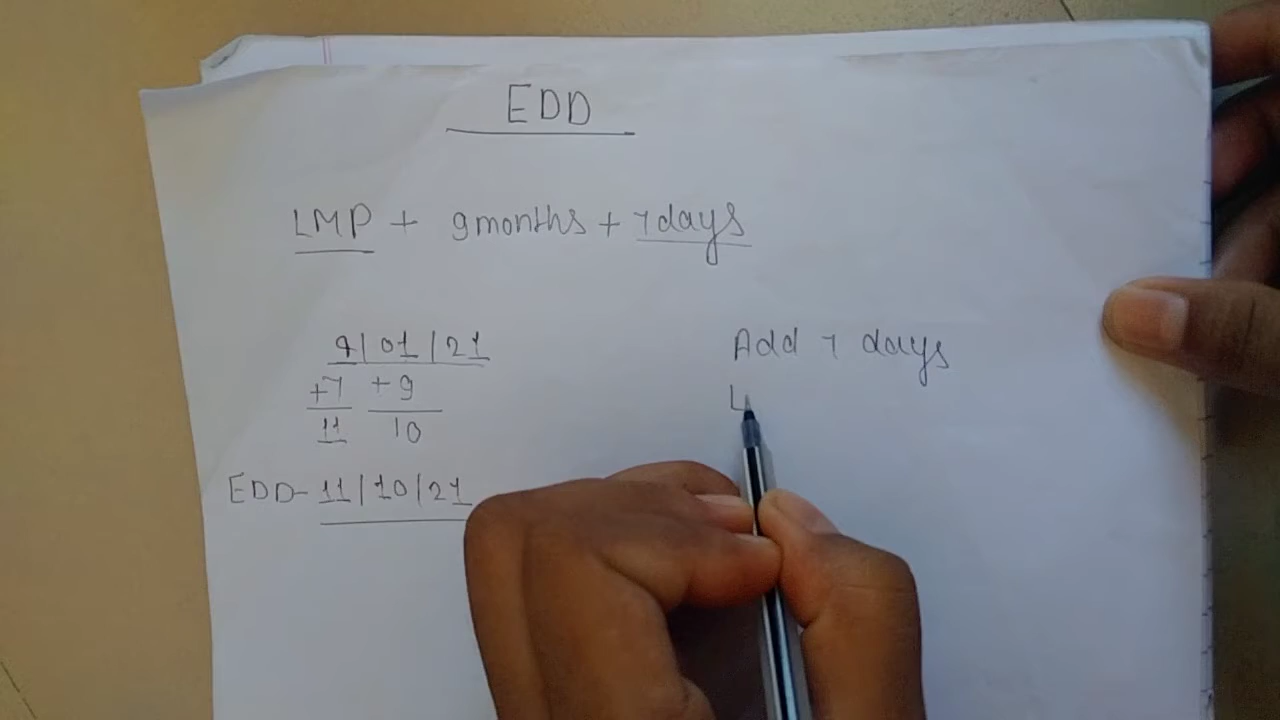 EDD
LMP + 9months + 7days
4/01/21
+7 +9
11 10
EDD-11/10/21
Add 7 days
L